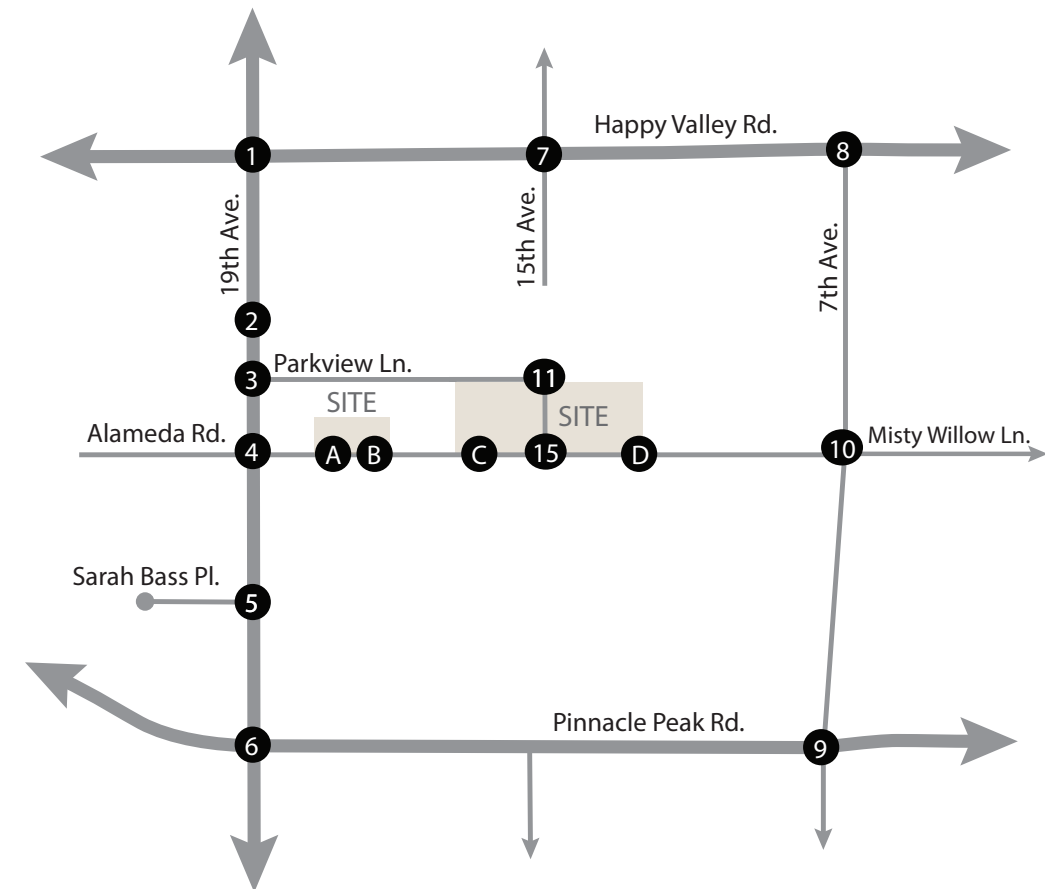 Happy Valley Rd.
1
7
8
19th Ave.
15th Ave.
7th Ave.
2
Parkview Ln.
3
11
SITE
SITE
Alameda Rd.
4
A
B
C
15
D
10
Misty Willow Ln.
Sarah Bass Pl.
5
Pinnacle Peak Rd.
6
9